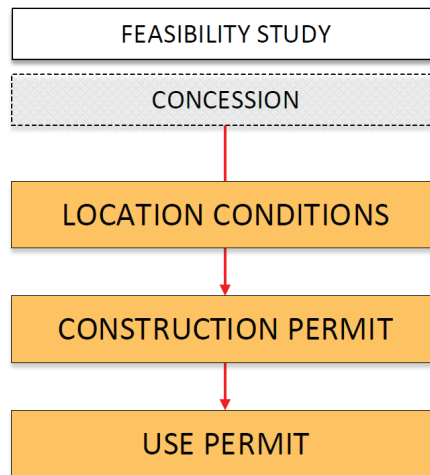 FEASIBILITY STUDY
CONCESSION
LOCATION CONDITIONS
CONSTRUCTION PERMIT
USE PERMIT